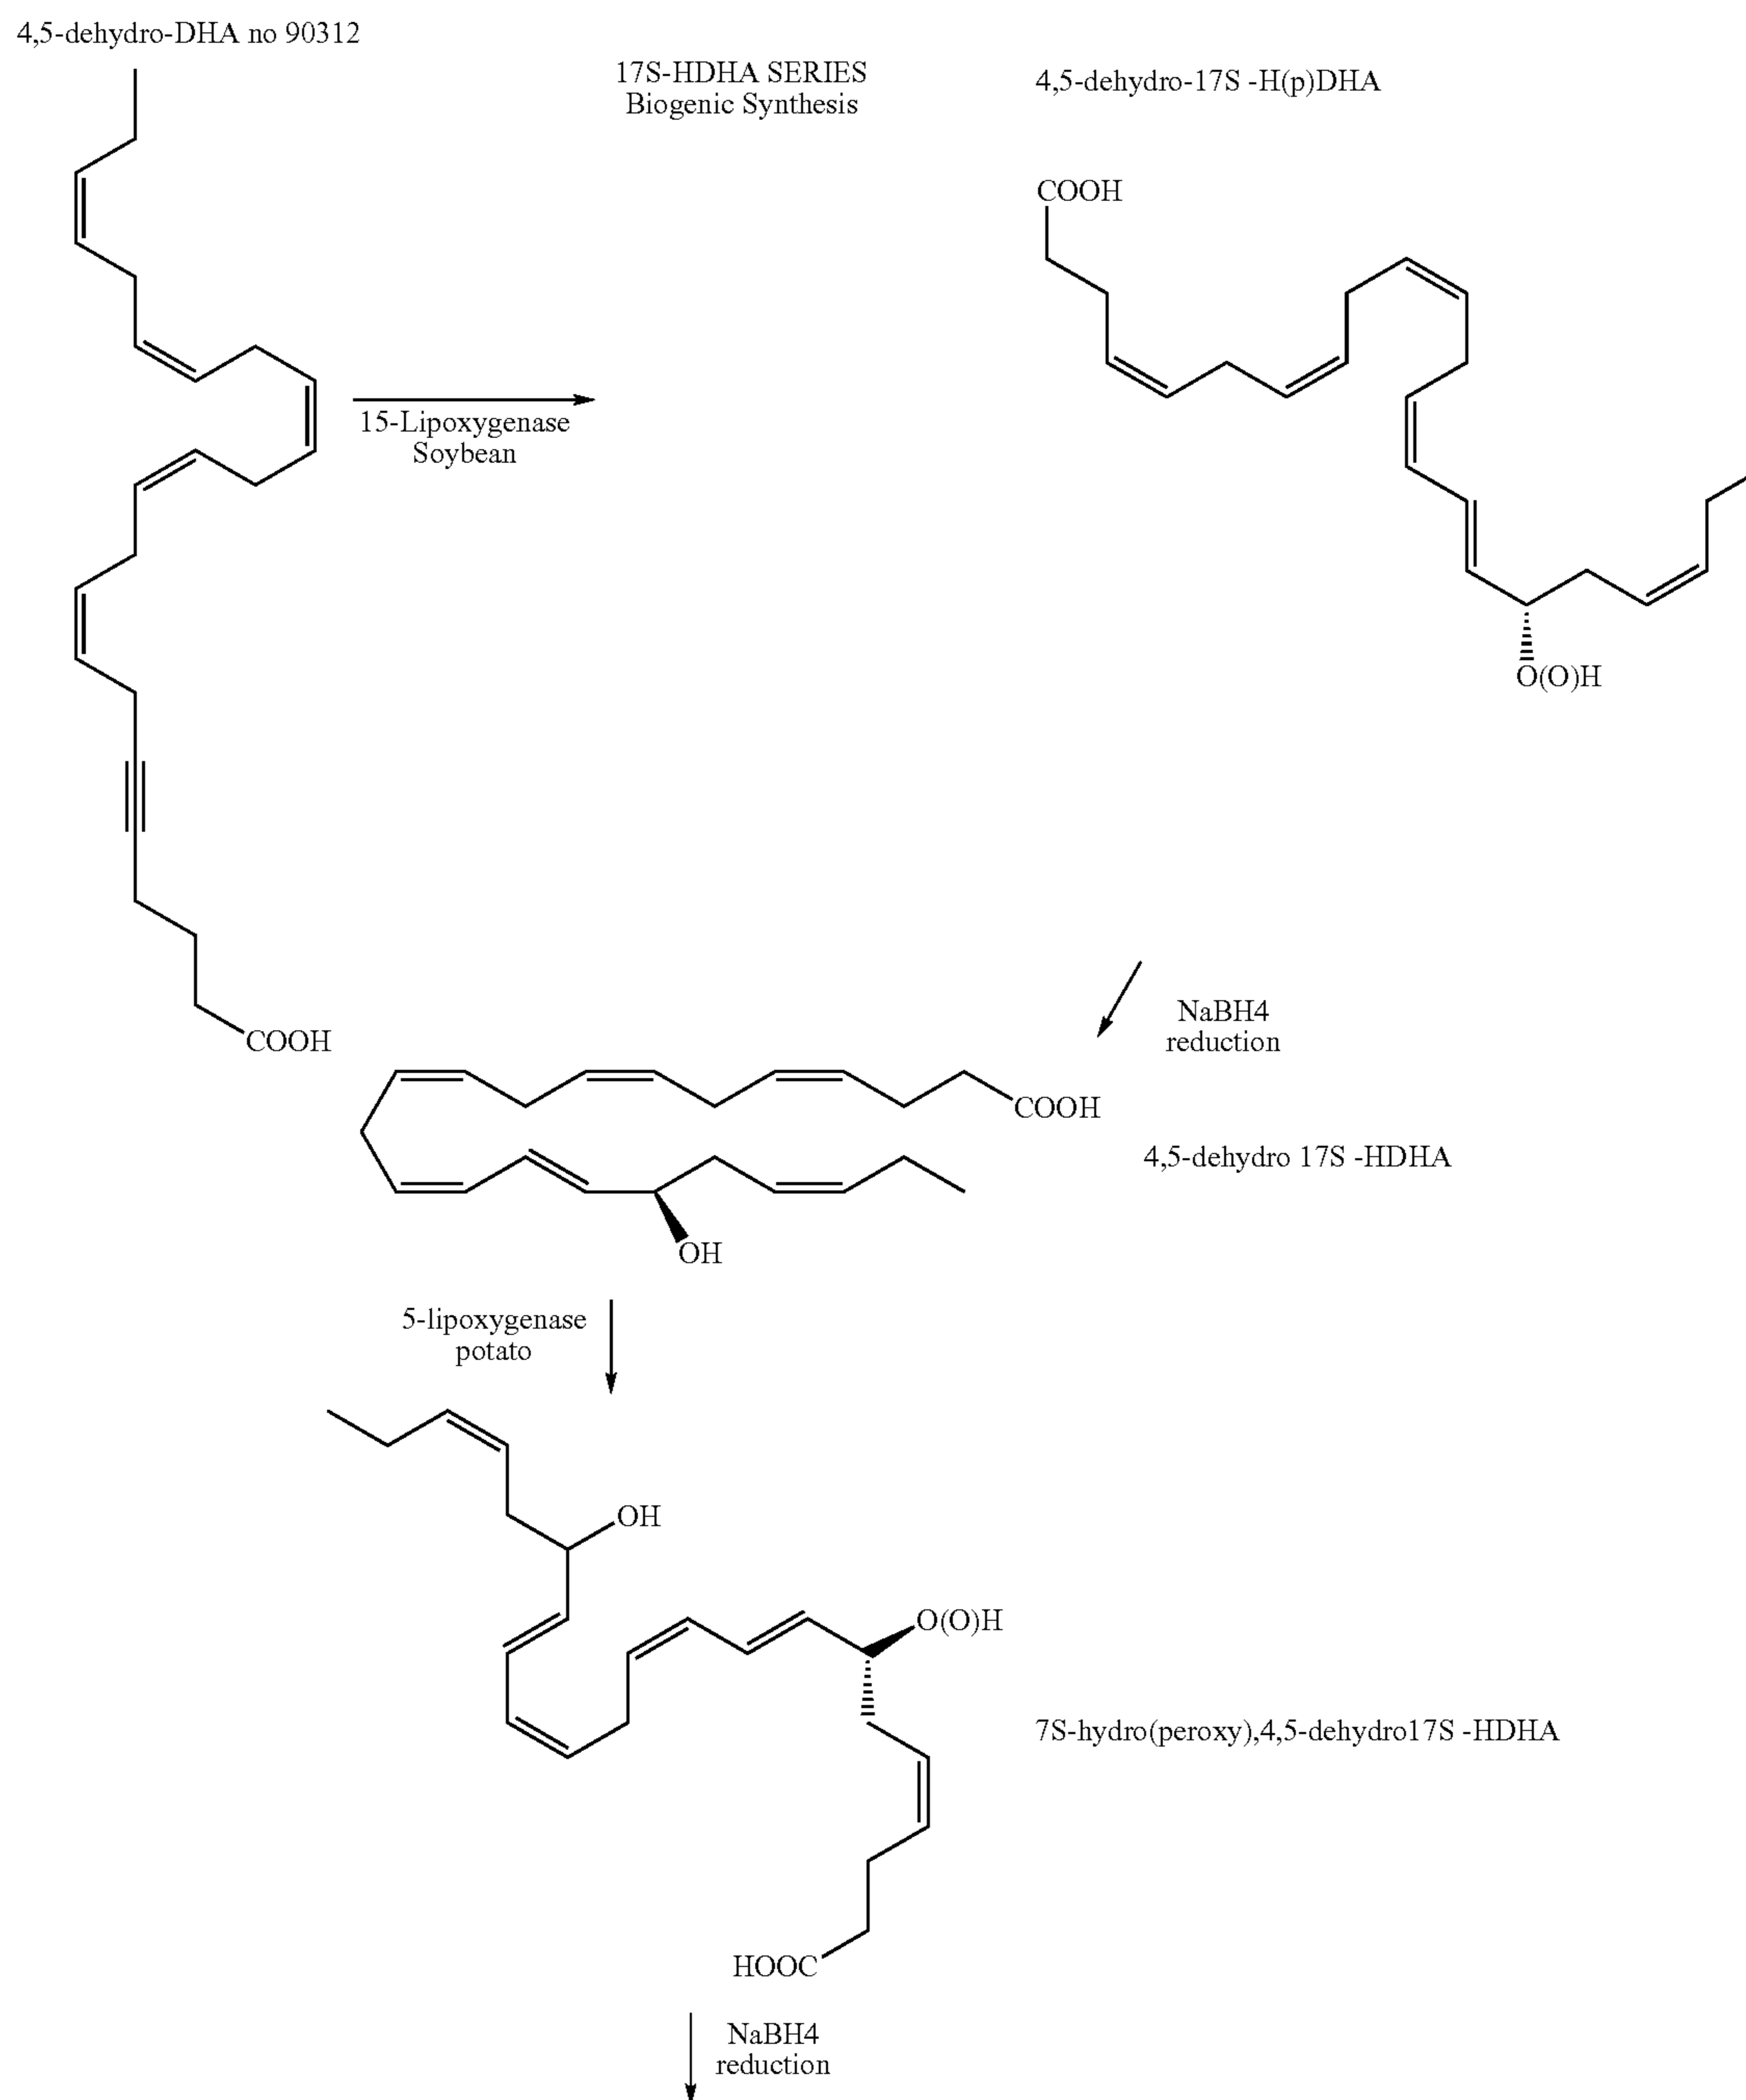 4,5-dehydro-DHA no 90312
17S-HDHA SERIES
Biogenic Synthesis
4,5-dehydro-17S -H(p)DHA
COOH
15-Lipoxygenase
Soybean
O(O)H
COOH
NaBH4
reduction
COOH
4,5-dehydro 17S -HDHA
OH
5-lipoxygenase
potato
OH
O(O)H
7S-hydro(peroxy),4,5-dehydro17S -HDHA
HOOC
NaBH4
reduction